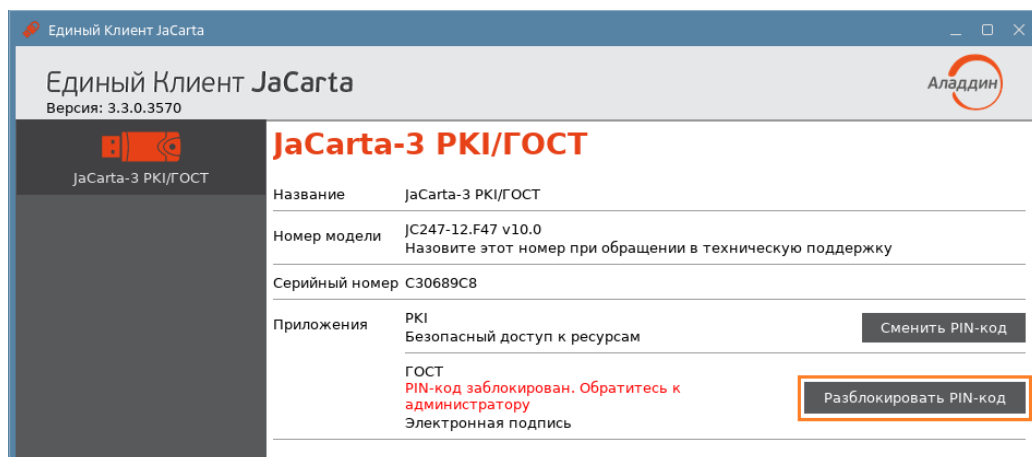 Единый Клиент JaCarta
Единый Клиент JaCarta
Версия: 3.3.0.3570
Аладдин
JaCarta-3 PKI/ГОСТ
JaCarta-3 PKI/ГОСТ
Название JaCarta-3 PKI/ГОСТ
Номер модели JC247-12.F47 v10.0
Назовите этот номер при обращении в техническую поддержку
Серийный номер C30689C8
Приложения PKI
Безопасный доступ к ресурсам
Сменить PIN-код
ГОСТ
PIN-код заблокирован. Обратитесь к
администратору
Электронная подпись
Разблокировать PIN-код